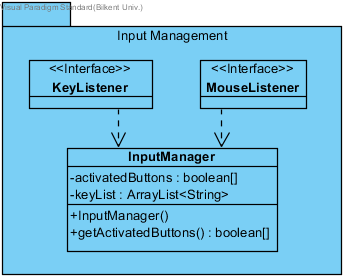 Visual Paradigm Standard(Bilkent Univ.)
Input Management
<<Interface>>
KeyListener
<<Interface>>
MouseListener
InputManager
-activatedButtons : boolean[]
-keyList : ArrayList<String>
+InputManager()
+getActivatedButtons() : boolean[]